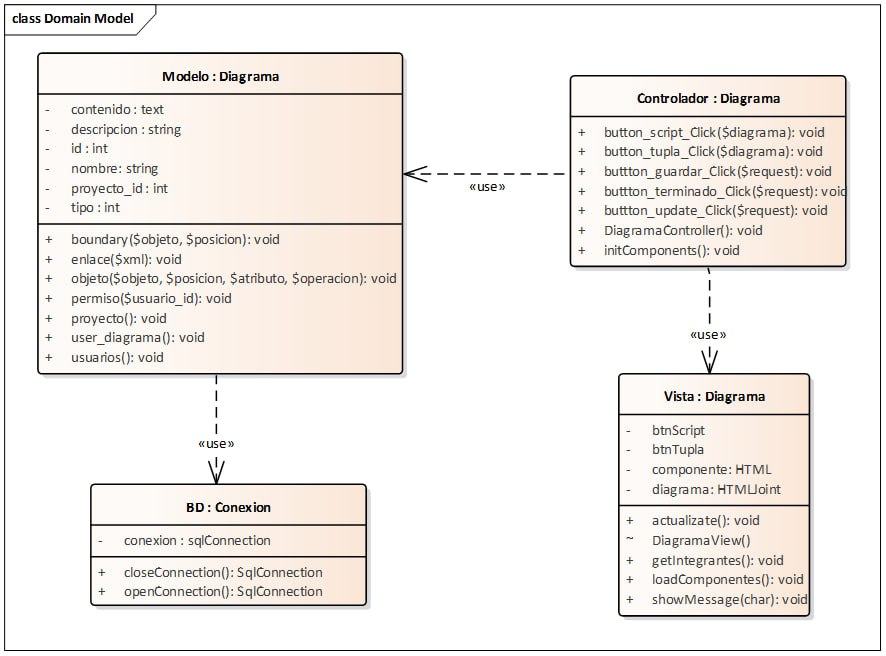 class Domain Model
Modelo : Diagrama
- contenido : text
- descripcion : string
- id : int
- nombre: string
- proyecto_id : int
- tipo : int
+ boundary($objeto, $posicion): void
+ enlace($xml): void
+ objeto($objeto, $posicion, $atributo, $operacion): void
+ permiso($usuario_id): void
+ proyecto(): void
+ user_diagrama(): void
+ usuarios(): void
«use»
Controlador : Diagrama
+ button_script_Click($diagrama): void
+ button_tupla_Click($diagrama): void
+ buttton_guardar_Click($request): void
+ buttton_terminado_Click($request): void
+ buttton_update_Click($request): void
+ DiagramaController(): void
+ initComponents(): void
«use»
«use»
BD : Conexion
- conexion : sqlConnection
+ closeConnection(): SqlConnection
+ openConnection(): SqlConnection
Vista : Diagrama
- btnScript
- btnTupla
- componente: HTML
- diagrama: HTMLJoint
+ actualizate(): void
~ DiagramaView()
+ getIntegrantes(): void
+ loadComponentes(): void
+ showMessage(char): void